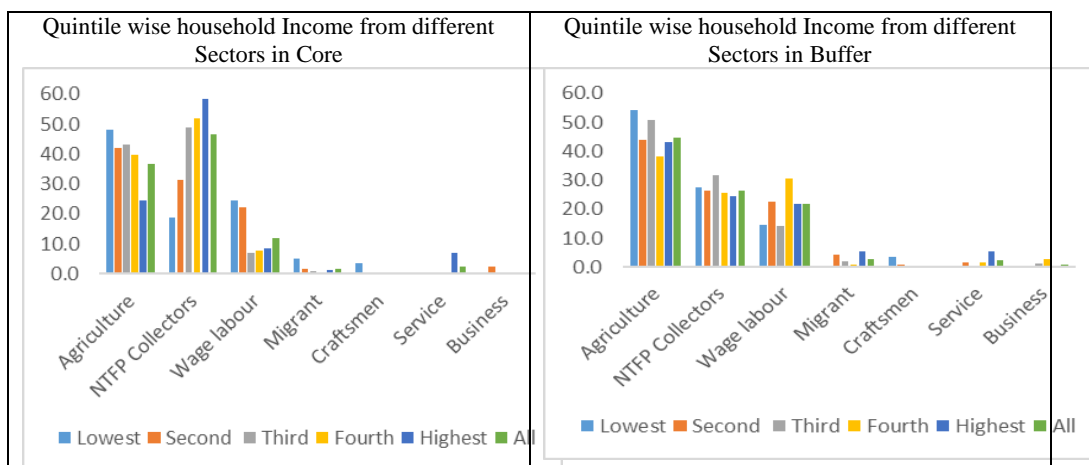 Quintile wise household Income from different
Sectors in Core
60.0
50.0
40.0
30.0
20.0
10.0
0.0
Agriculture
NTFP Collectors
Wage labour
Migrant
Craftsmen
Service
Business
Lowest Second Third Fourth Highest All
Quintile wise household Income from different
Sectors in Buffer
60.0
50.0
40.0
30.0
20.0
10.0
0.0
Agriculture
NTFP Collectors
Wage labour
Migrant
Craftsmen
Service
Business
Lowest Second Third Fourth Highest All